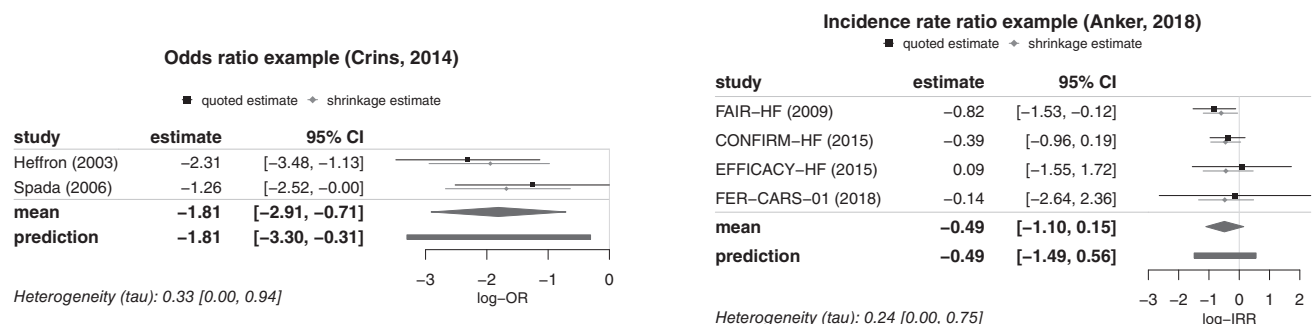 Odds ratio example (Crins, 2014)
quoted estimate shrinkage estimate
study estimate 95% CI
Heffron (2003) −2.31 [−3.48, −1.13]
Spada (2006) −1.26 [−2.52, −0.00]
mean −1.81 [−2.91, −0.71]
prediction −1.81 [−3.30, −0.31]
−3 −2 −1 0
log−OR
Heterogeneity (tau): 0.33 [0.00, 0.94]
Incidence rate ratio example (Anker, 2018)
quoted estimate shrinkage estimate
study estimate 95% CI
FAIR−HF (2009) −0.82 [−1.53, −0.12]
CONFIRM−HF (2015) −0.39 [−0.96, 0.19]
EFFICACY−HF (2015) 0.09 [−1.55, 1.72]
FER−CARS−01 (2018) −0.14 [−2.64, 2.36]
mean −0.49 [−1.10, 0.15]
prediction −0.49 [−1.49, 0.56]
−3 −2 −1 0 1 2
log−IRR
Heterogeneity (tau): 0.24 [0.00, 0.75]